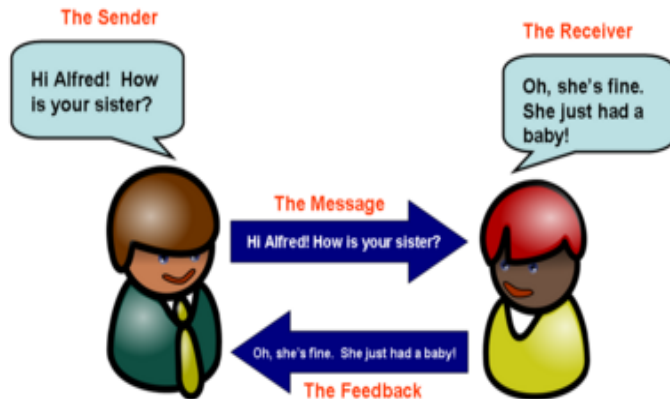 The Sender
Hi Alfred! How
is your sister?
The Receiver
Oh, she's fine.
She just had a
baby!
The Message
Hi Alfred! How is your sister?
Oh, she's fine. She just had a baby!
The Feedback